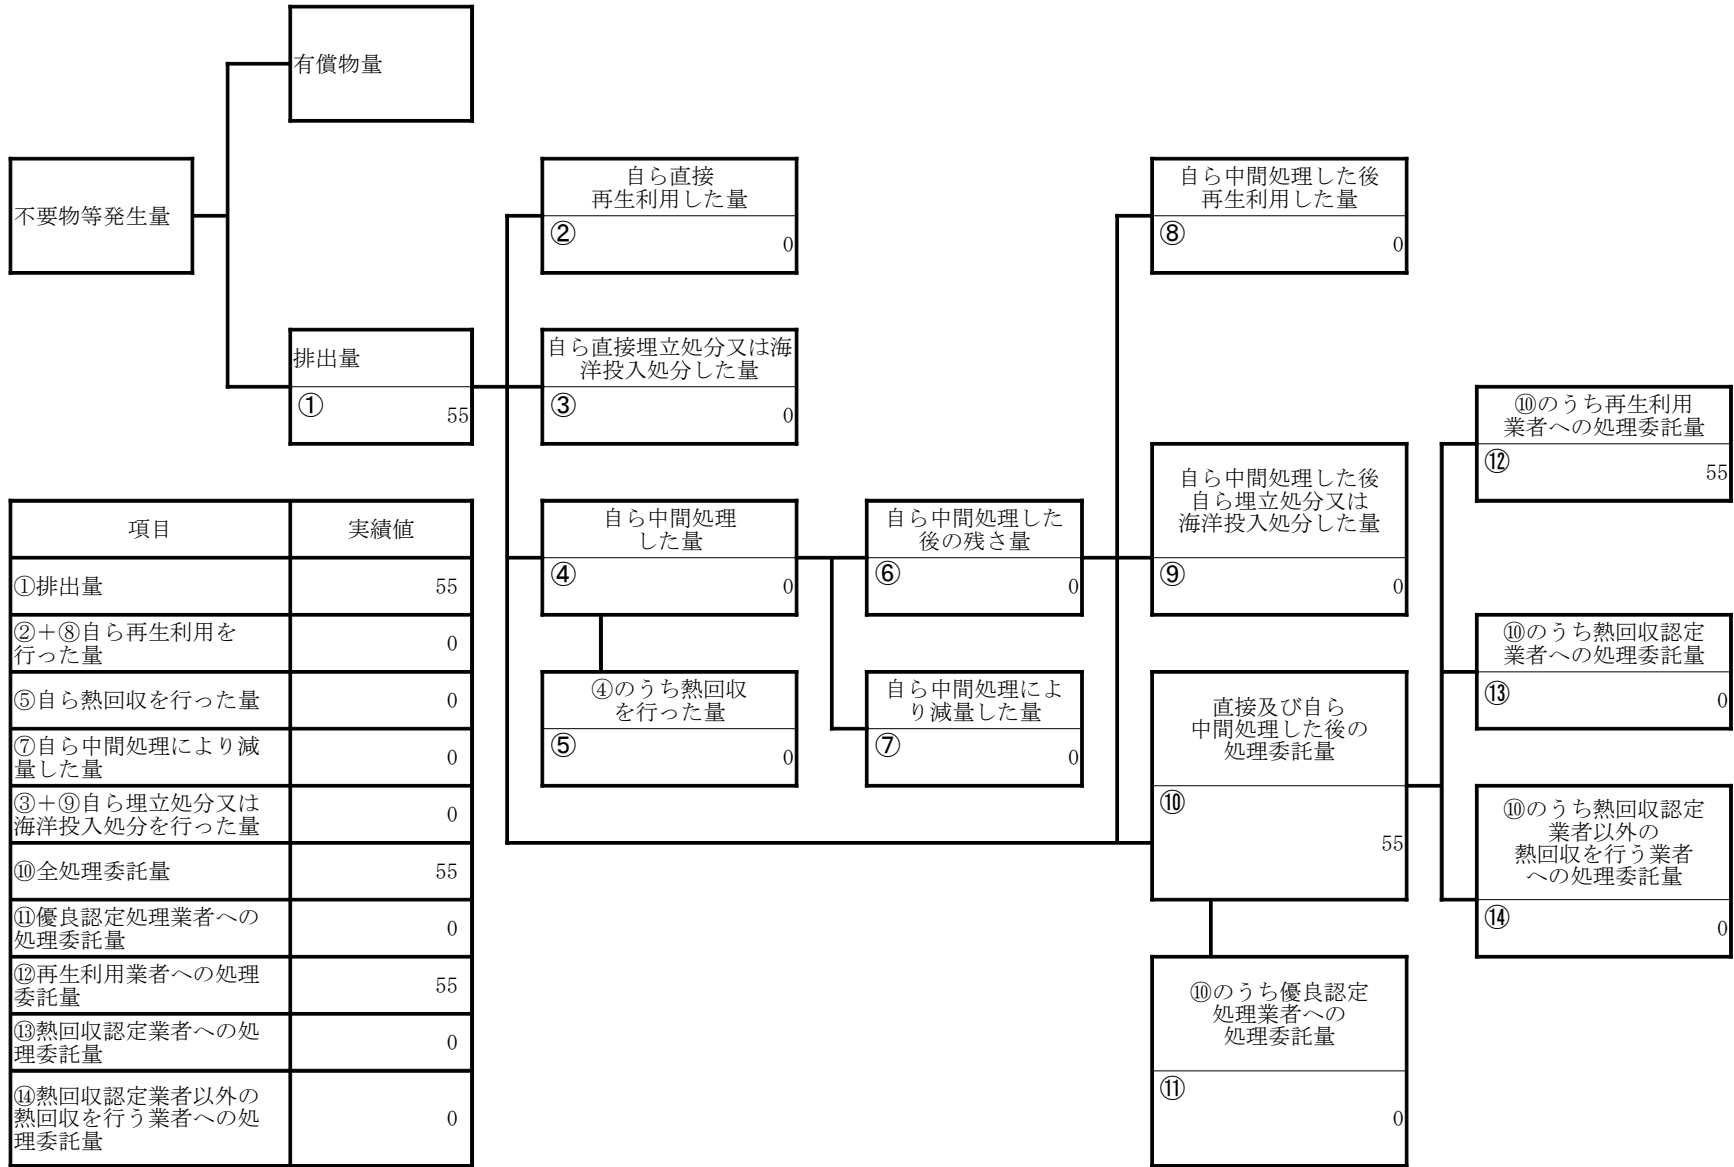 有償物量
不要物等発生量
自ら直接
再生利用した量
②
0
自ら中間処理した後
再生利用した量
⑧
0
排出量
①
55
自ら直接埋立処分又は海
洋投入処分した量
③
0
⑩のうち再生利用
業者への処理委託量
⑫
55
自ら中間処理
した量
④
0
自ら中間処理した
後の残さ量
⑥
0
自ら中間処理した後
自ら埋立処分又は
海洋投入処分した量
⑨
0
⑩のうち熱回収認定
業者への処理委託量
⑬
0
④のうち熱回収
を行った量
⑤
0
自ら中間処理によ
り減量した量
⑦
0
直接及び自ら
中間処理した後の
処理委託量
⑩
55
⑩のうち熱回収認定
業者以外の
熱回収を行う業者
への処理委託量
⑭
0
⑩のうち優良認定
処理業者への
処理委託量
⑪
0
項目 実績値
①排出量 55
②+⑧自ら再生利用を
行った量 0
⑤自ら熱回収を行った量 0
⑦自ら中間処理により減
量した量 0
③+⑨自ら埋立処分又は
海洋投入処分を行った量 0
⑩全処理委託量 55
⑪優良認定処理業者への
処理委託量 0
⑫再生利用業者への処理
委託量 55
⑬熱回収認定業者への処
理委託量 0
⑭熱回収認定業者以外の
熱回収を行う業者への処
理委託量 0